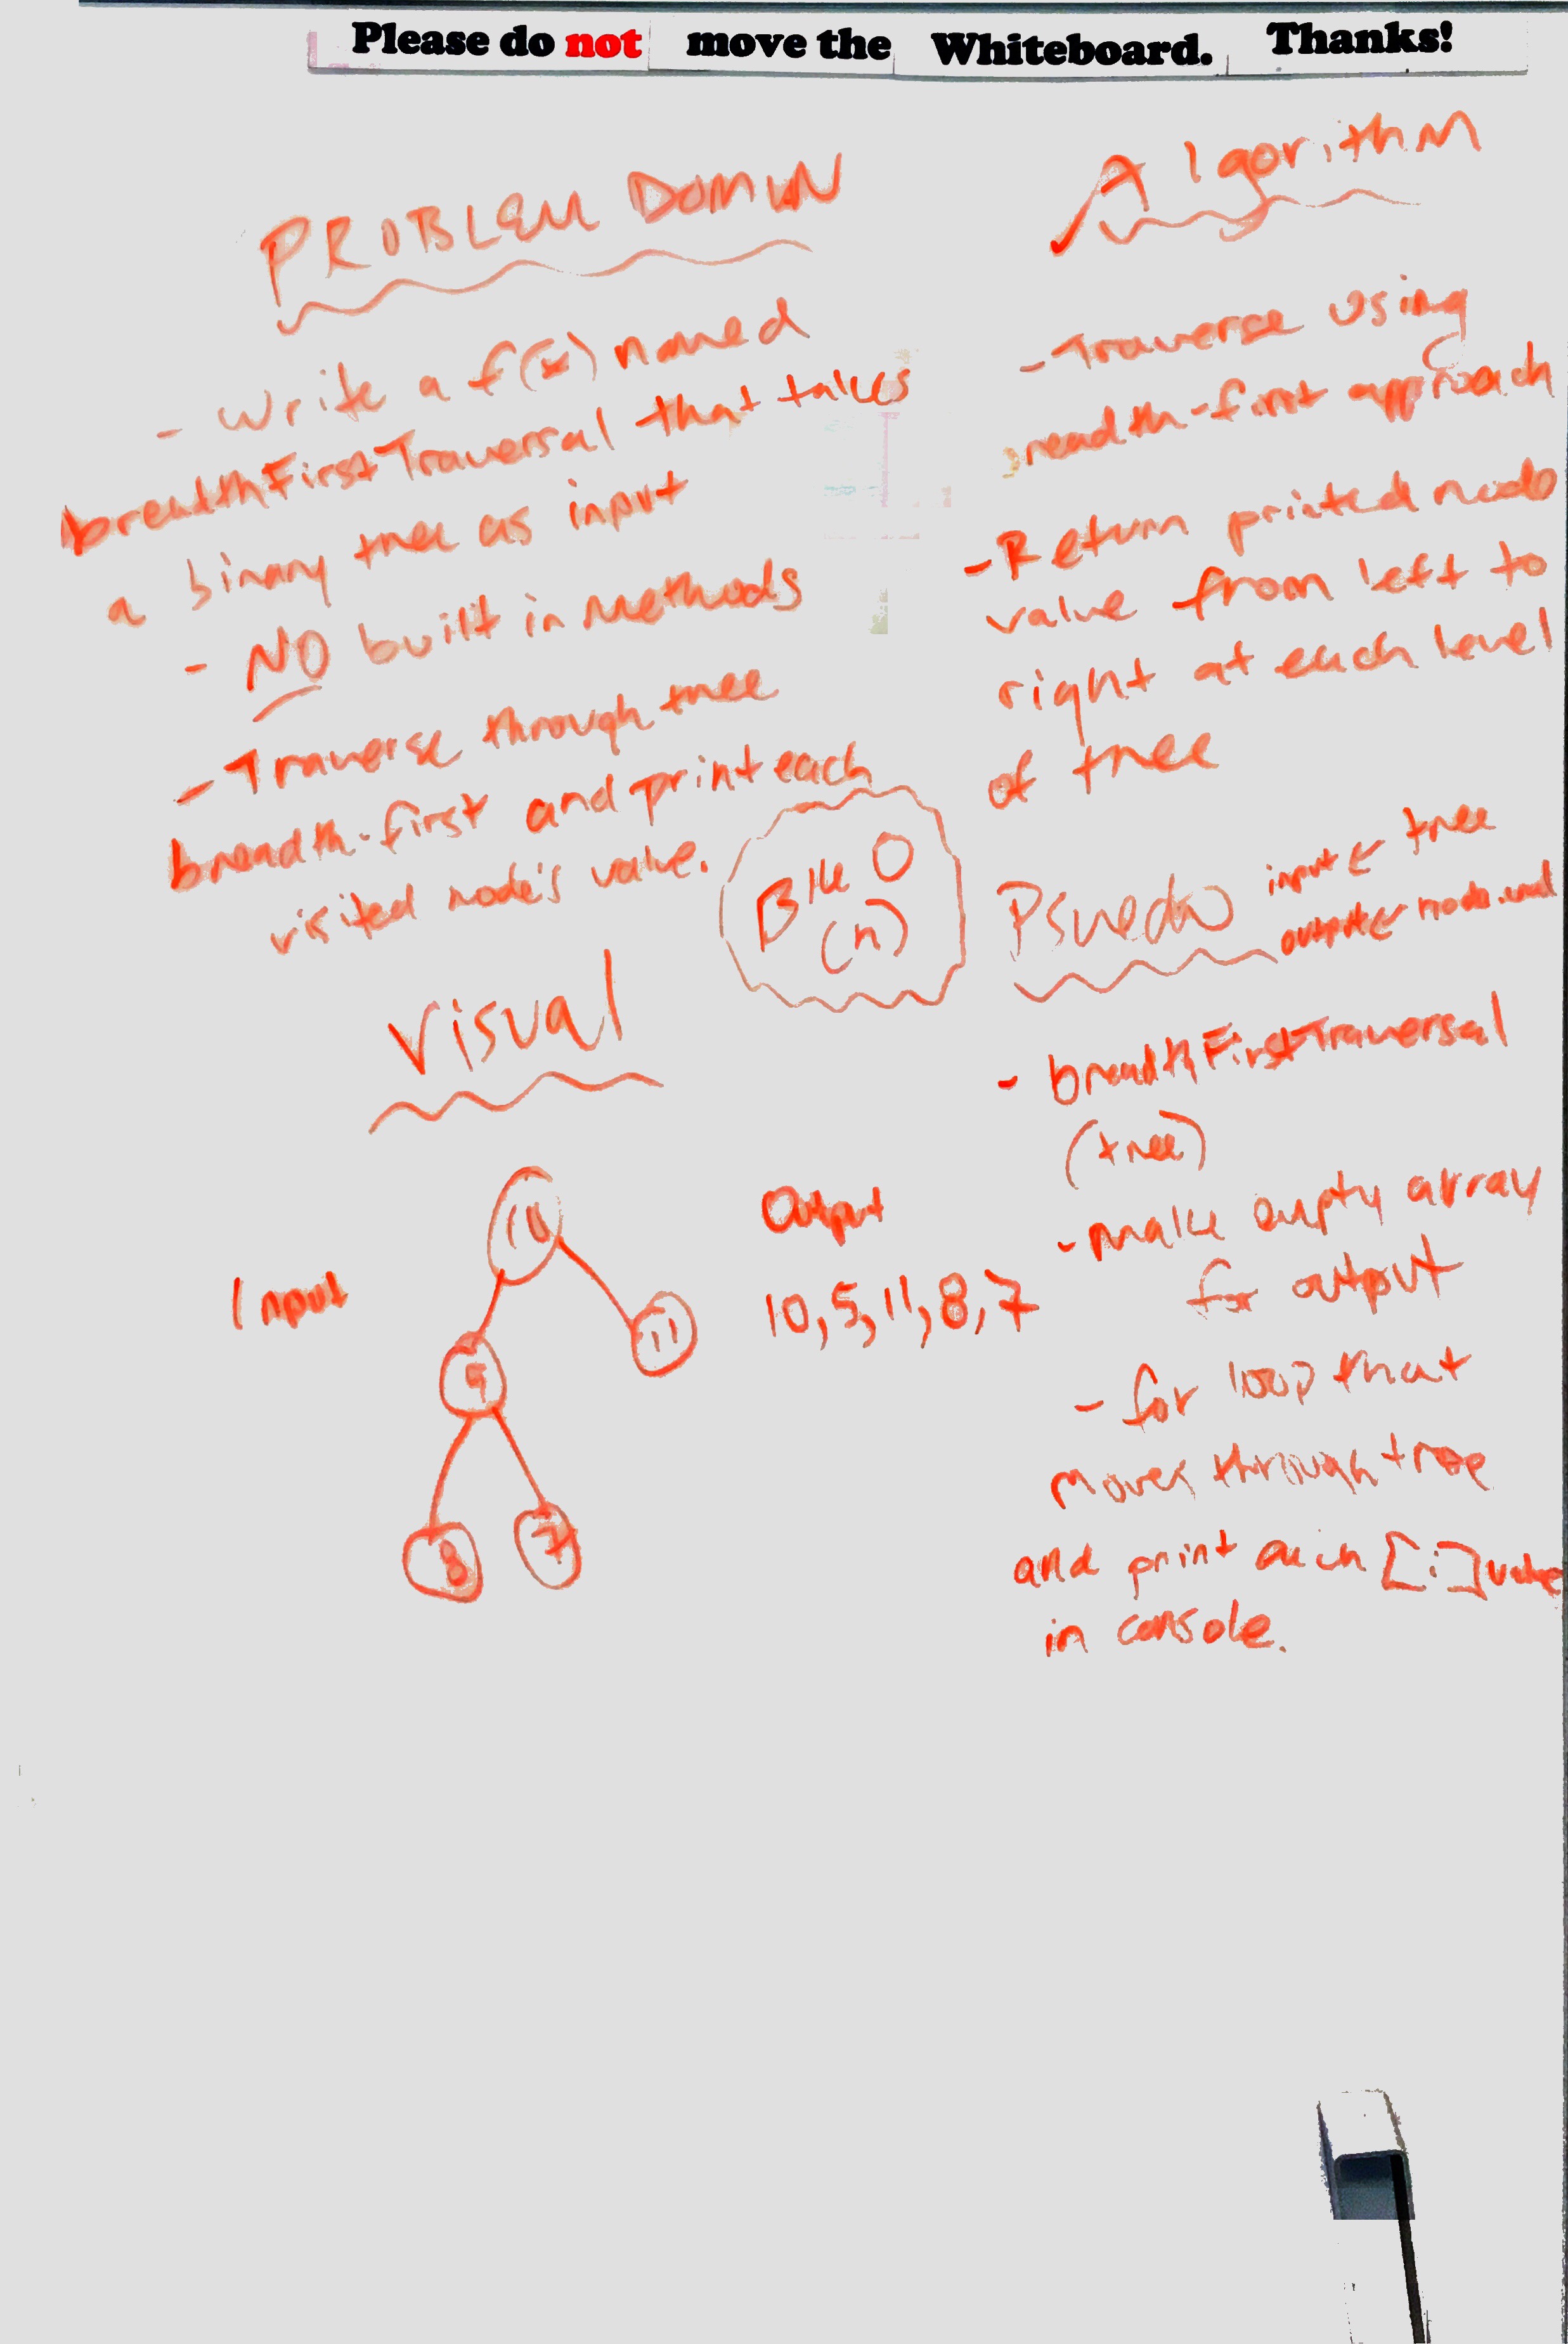 Please do not move the Whiteboard. Thanks!
PROBLEM DOMAIN
- Write a f(x) named
breadthFirstTraversal that takes
a binary tree as input
- NO built in methods
- Traverse through tree
breadth-first and print each
visited node's value.
Big O
(n)
Visual
Input
10
5
11
8
7
Output
10, 5, 11, 8, 7
Algorithm
- Traverse using
breadth-first approach
- Return printed node
value from left to
right at each level
of tree
Psuedo
input ← tree
output ← node.val
- breadthFirstTraversal
(tree)
- Make empty array
for output
- for loop that
moves through tree
and print each [i] value
in console.